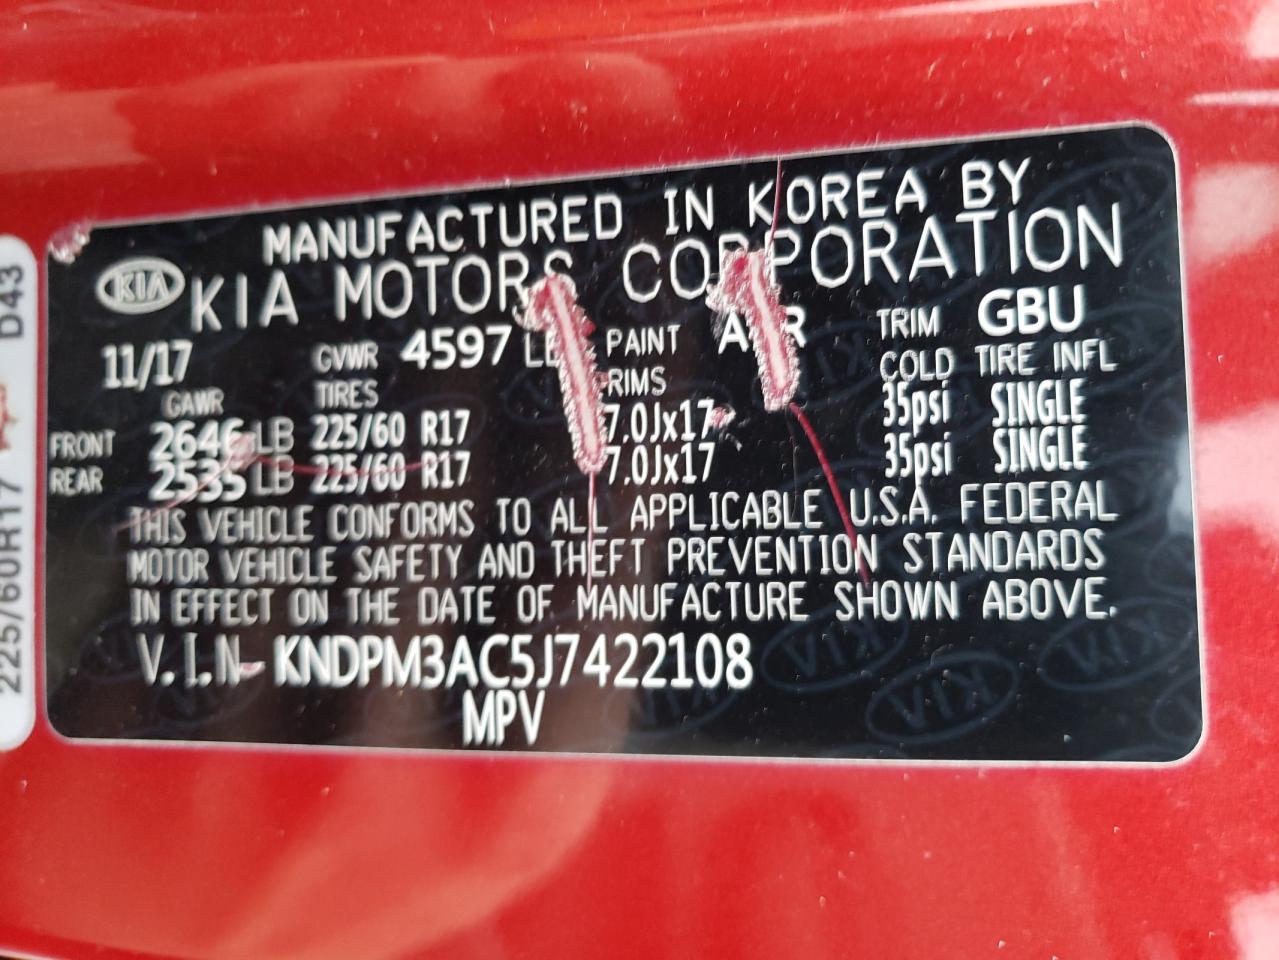 MANUFACTURED IN KOREA BY
KIA KIA MOTORS CORPORATION
11/17 GVWR 4597 LB PAINT TRIM GBU
GAWR TIRES RIMS COLD TIRE INFL
FRONT 2646 LB 225/60 R17 7.0Jx17 35psi SINGLE
REAR 2535 LB 225/60 R17 7.0Jx17 35psi SINGLE
THIS VEHICLE CONFORMS TO ALL APPLICABLE U.S.A. FEDERAL
MOTOR VEHICLE SAFETY AND THEFT PREVENTION STANDARDS
IN EFFECT ON THE DATE OF MANUFACTURE SHOWN ABOVE.
V.I.N KNDPM3AC5J7422108
MPV
225/60R17 D43